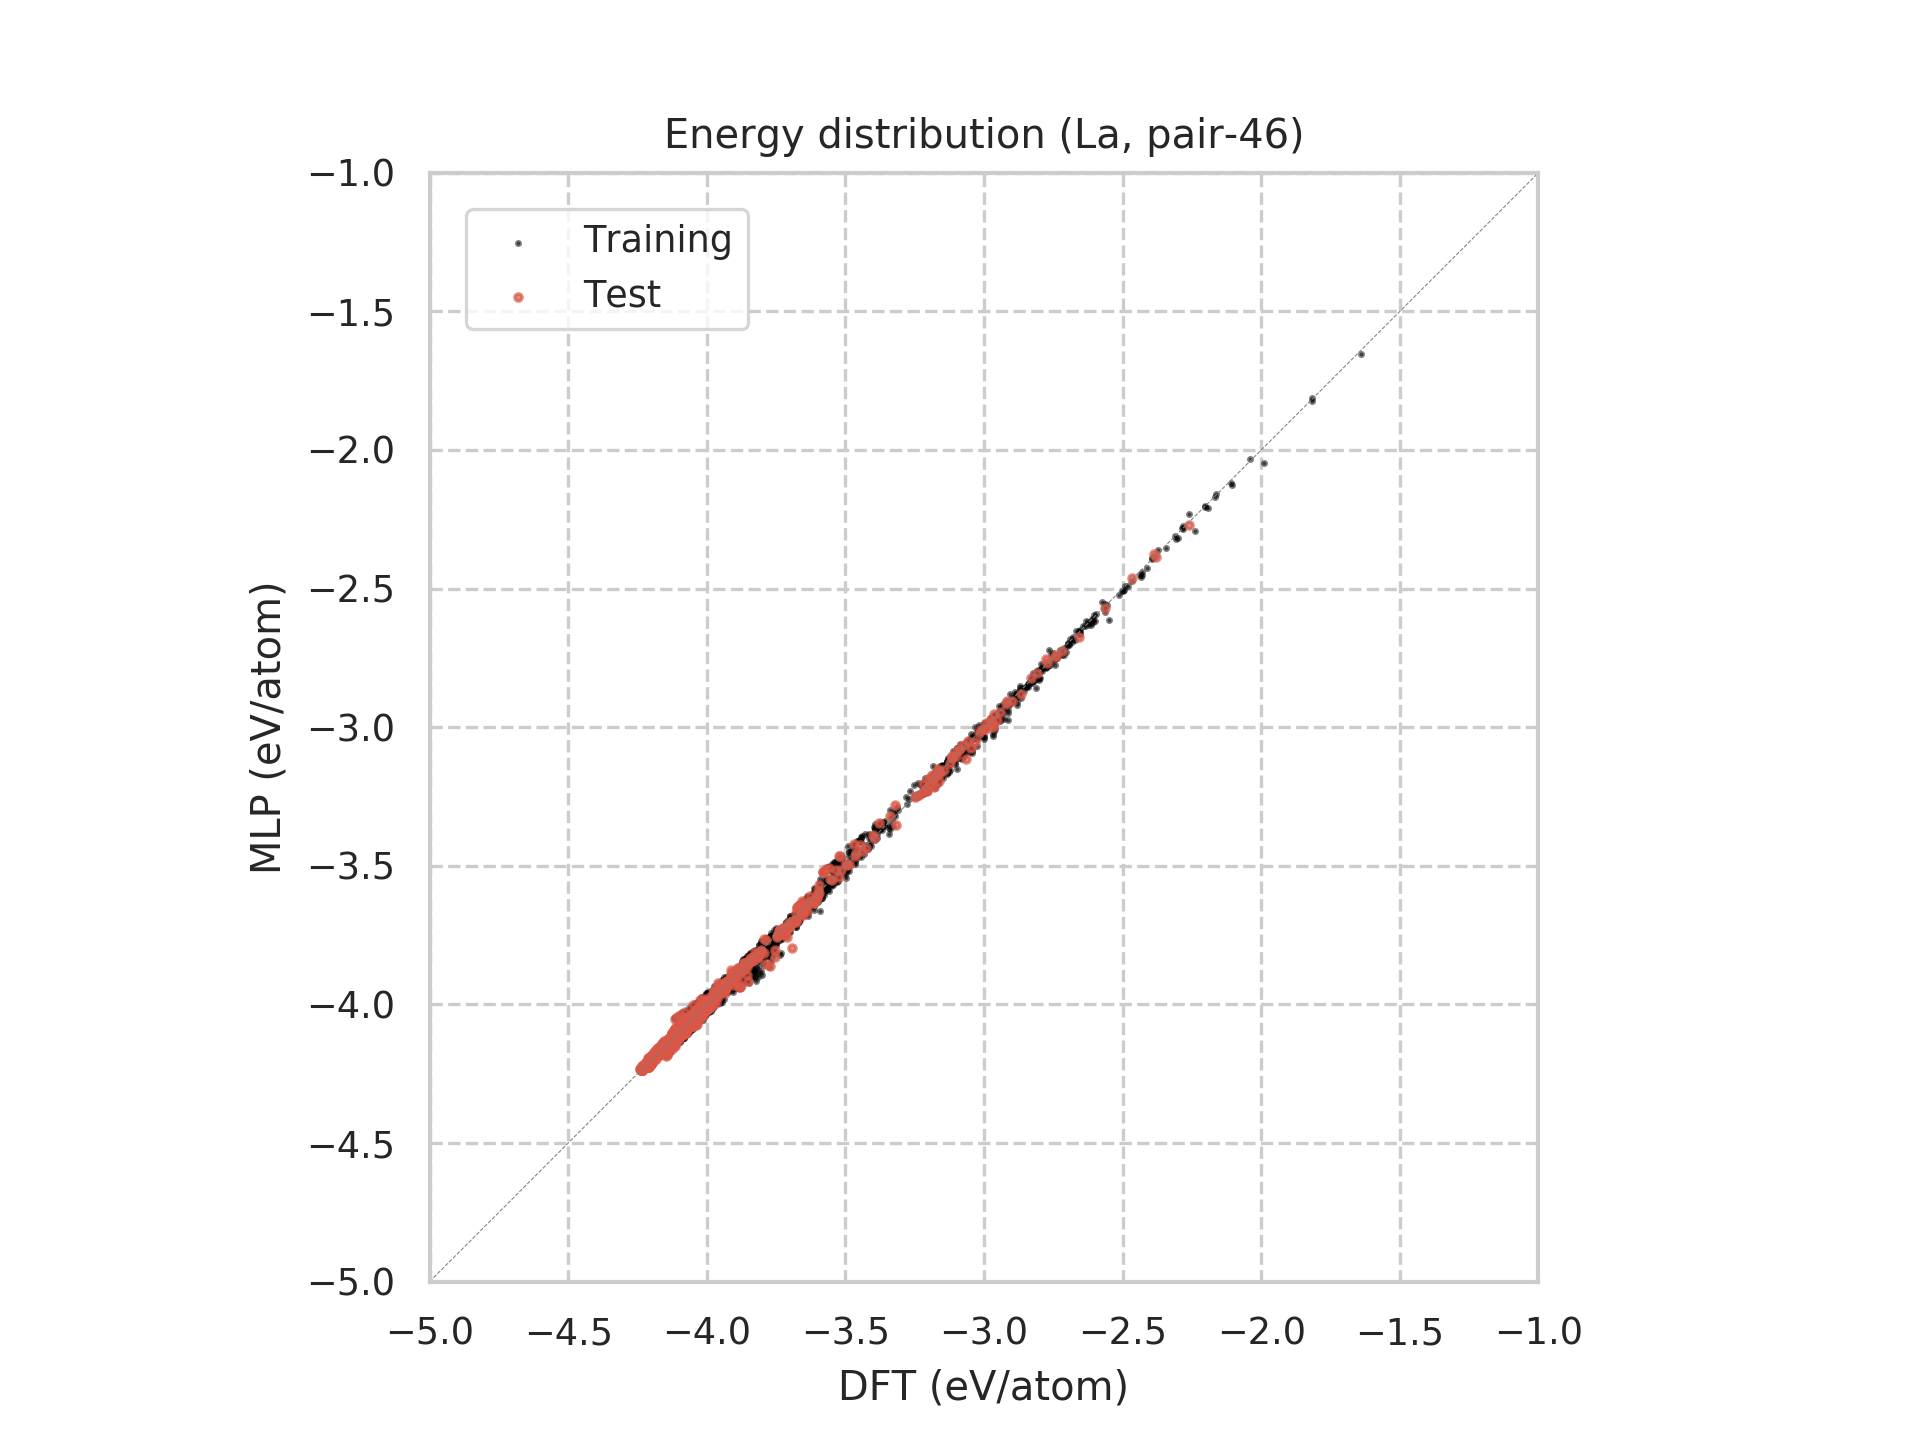 Energy distribution (La, pair-46)
−1.0
−1.5
−2.0
−2.5
−3.0
−3.5
−4.0
−4.5
−5.0
Training
Test
MLP (eV/atom)
−5.0 −4.5 −4.0 −3.5 −3.0 −2.5 −2.0 −1.5 −1.0
DFT (eV/atom)